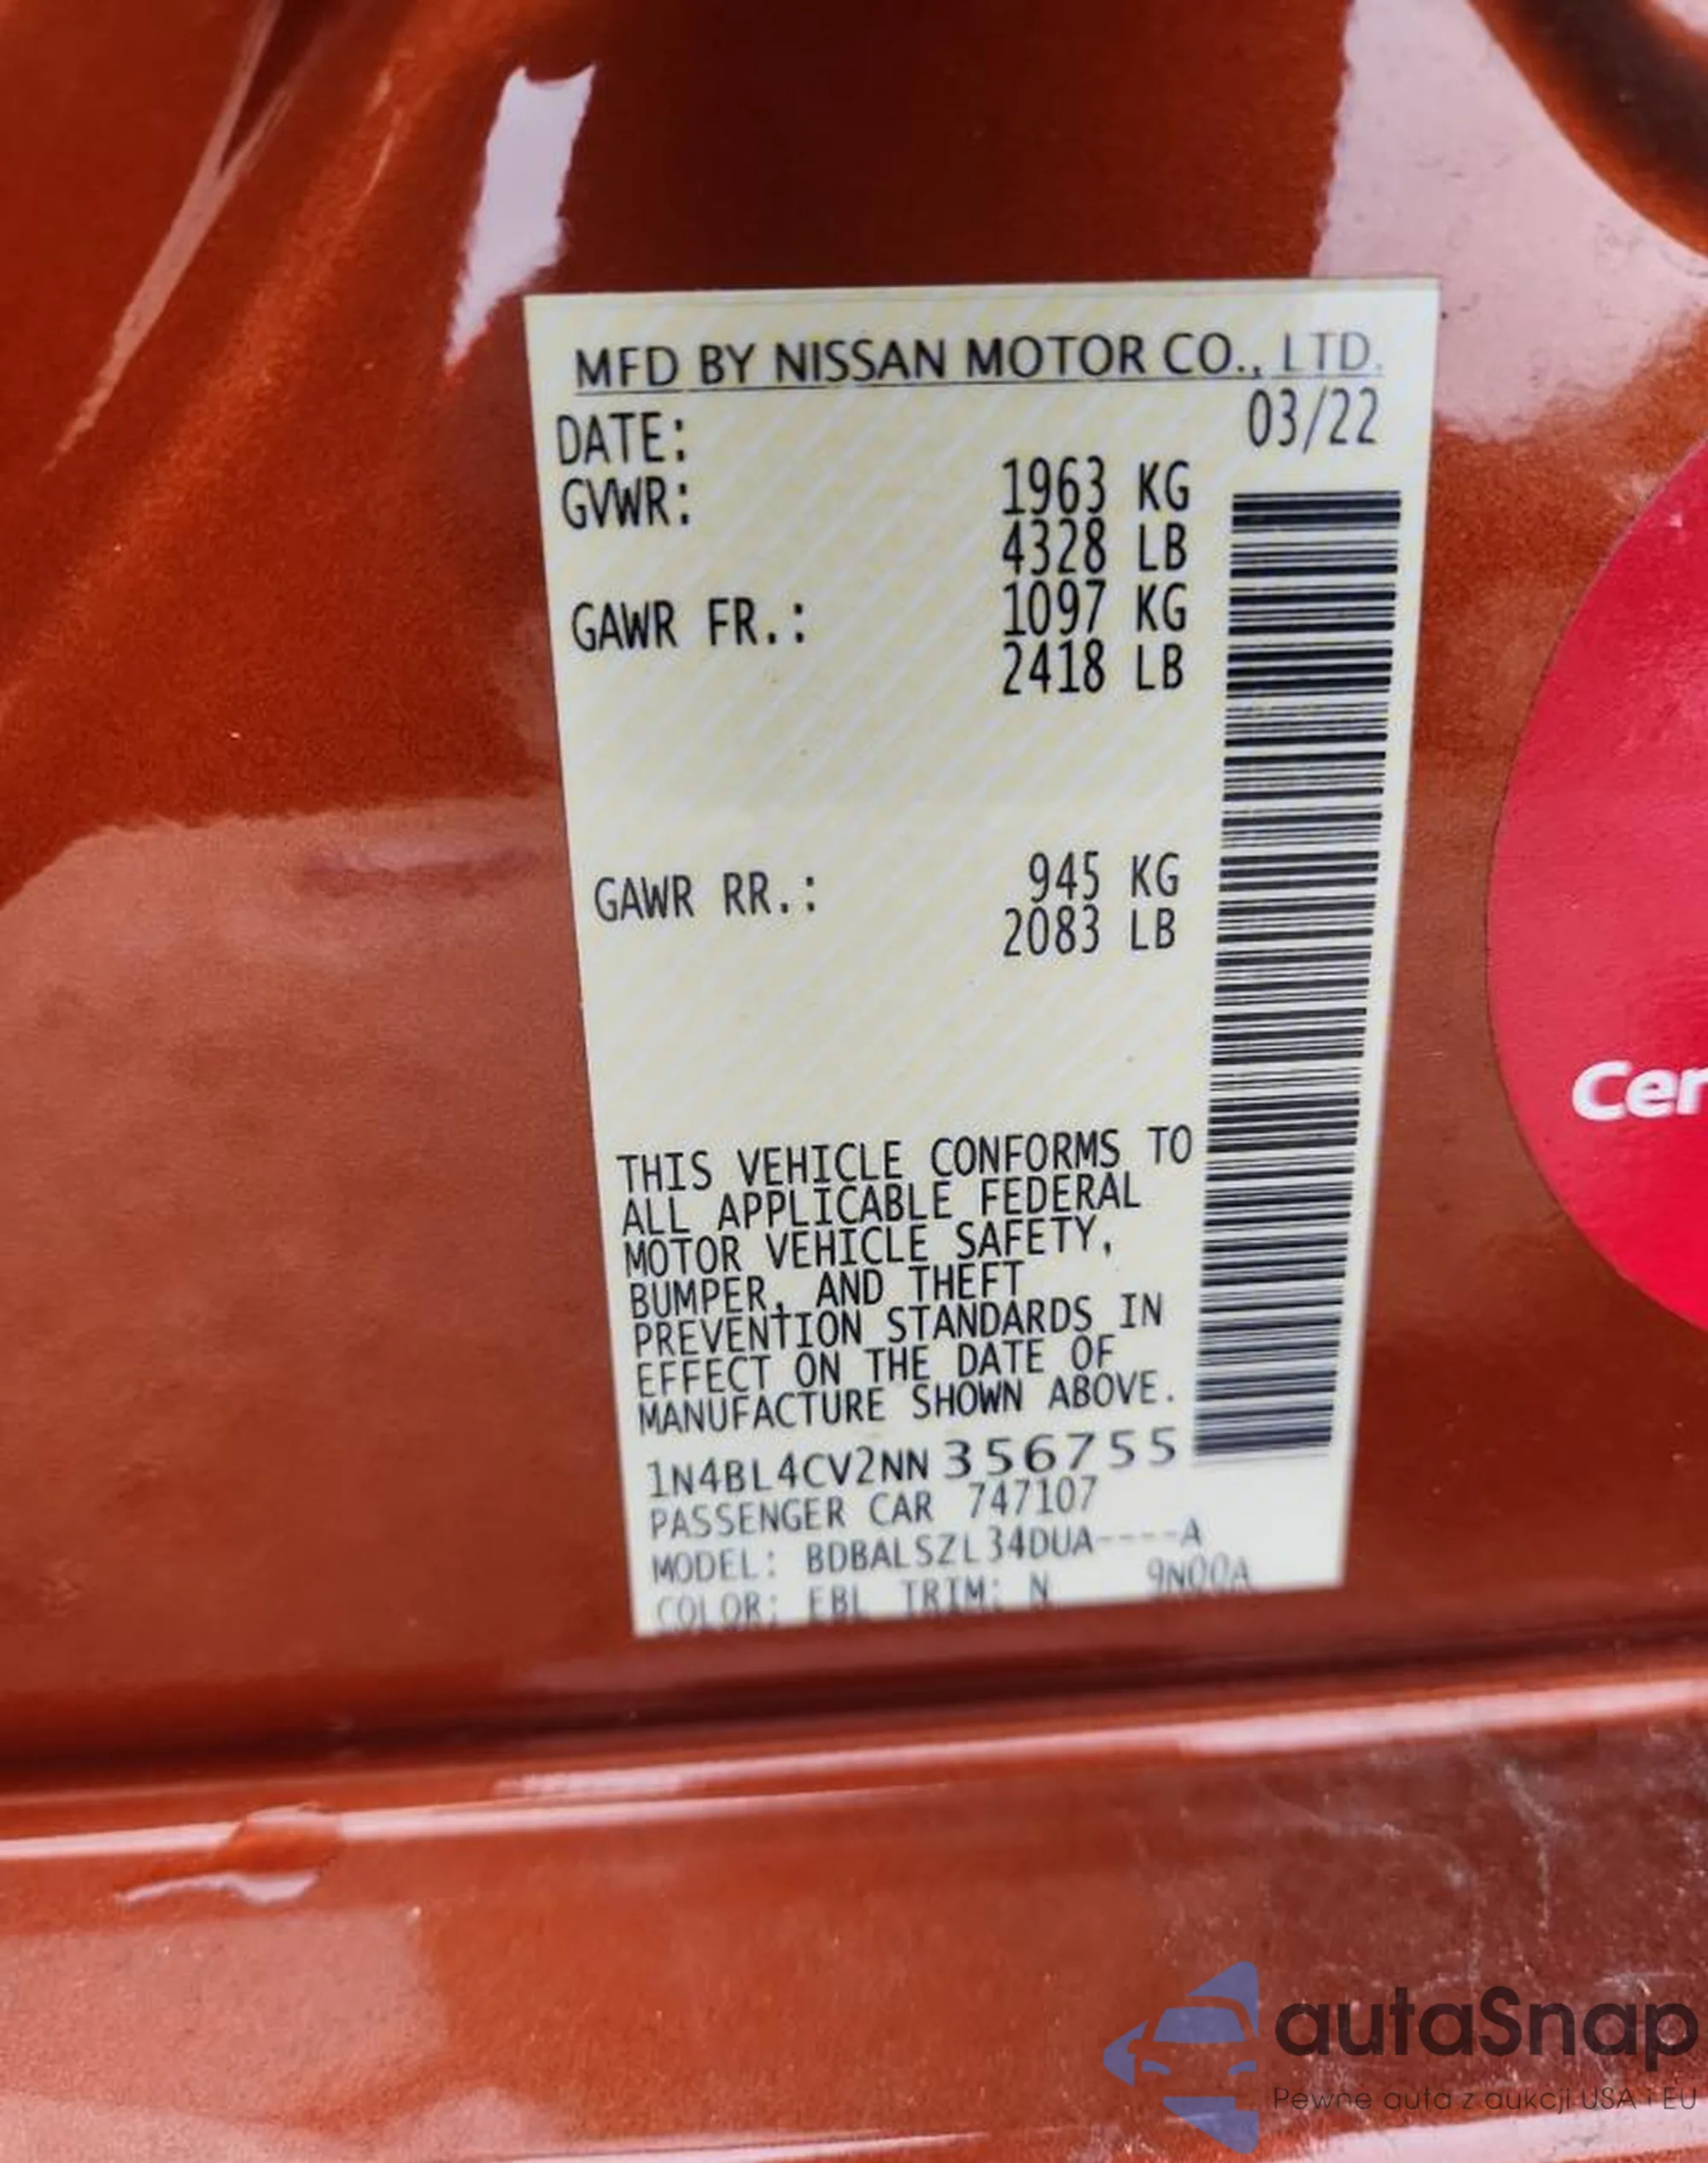 MFD BY NISSAN MOTOR CO., LTD.
DATE: 03/22
GVWR: 1963 KG
4328 LB
GAWR FR.: 1097 KG
2418 LB
GAWR RR.: 945 KG
2083 LB
THIS VEHICLE CONFORMS TO
ALL APPLICABLE FEDERAL
MOTOR VEHICLE SAFETY,
BUMPER, AND THEFT
PREVENTION STANDARDS IN
EFFECT ON THE DATE OF
MANUFACTURE SHOWN ABOVE.
1N4BL4CV2NN356755
PASSENGER CAR 747107
MODEL: BDBALSZL34DUA----A
COLOR: EBL TRIM: N 9N00A
Cer
autaSnap
Pewne auta z aukcji USA i EU